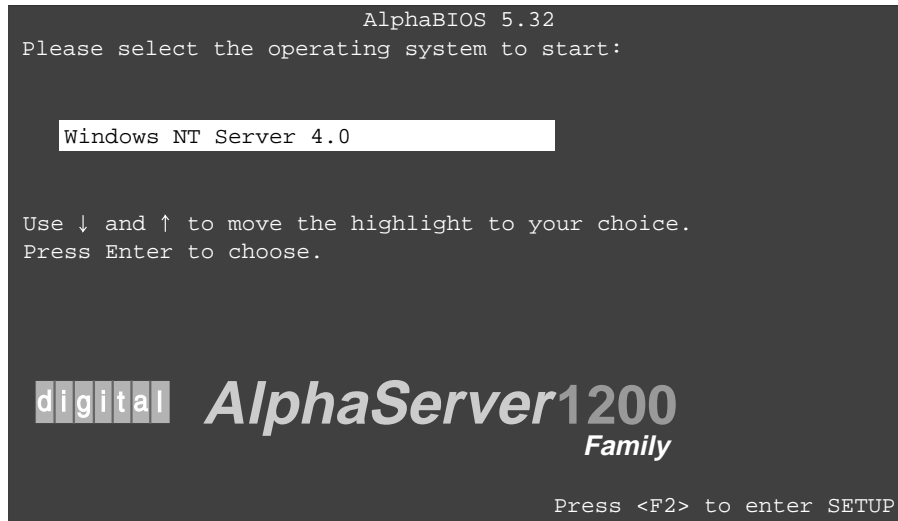 AlphaBIOS 5.32
Please select the operating system to start:
Windows NT Server 4.0
Use ↓ and ↑ to move the highlight to your choice.
Press Enter to choose.
digital AlphaServer1200
Family
Press <F2> to enter SETUP